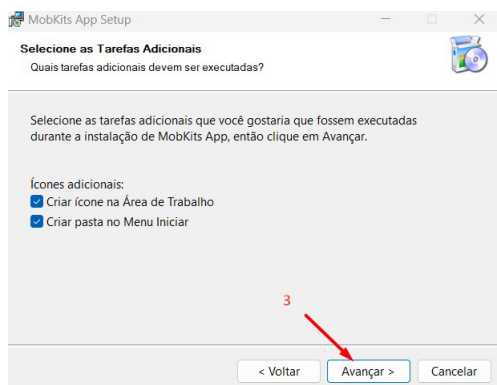 MobKits App Setup
Selecione as Tarefas Adicionais
Quais tarefas adicionais devem ser executadas?
Selecione as tarefas adicionais que você gostaria que fossem executadas
durante a instalação de MobKits App, então clique em Avançar.
Ícones adicionais:
Criar ícone na Área de Trabalho
Criar pasta no Menu Iniciar
3
< Voltar Avançar > Cancelar